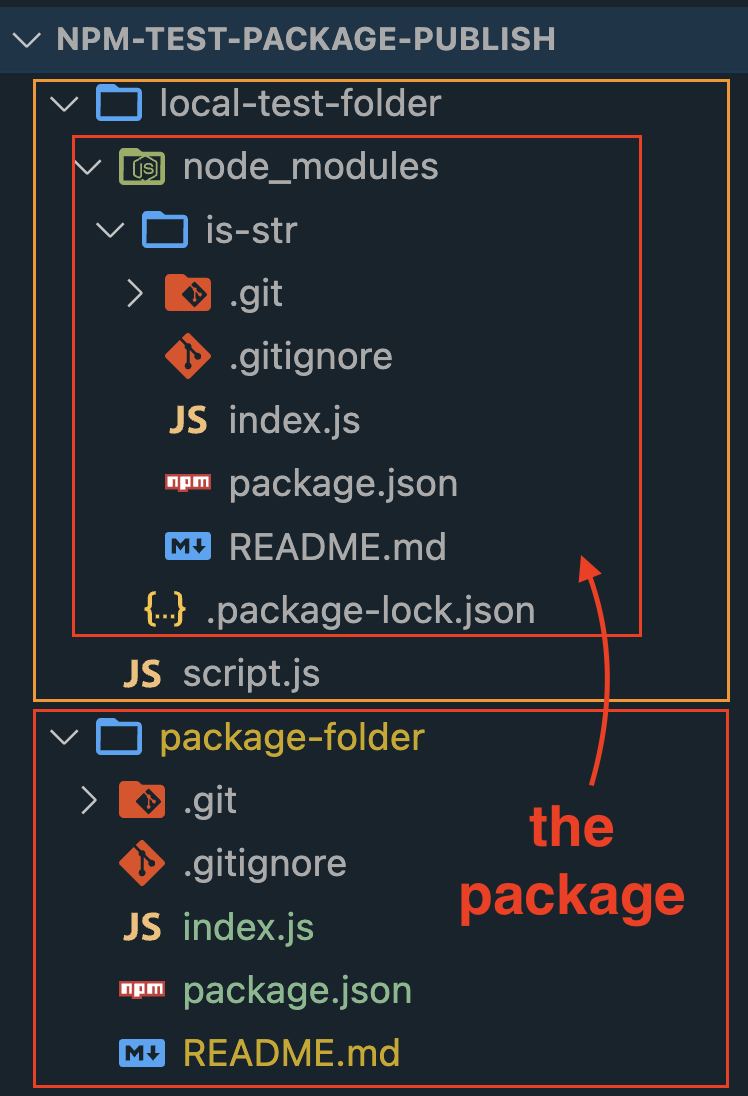 NPM-TEST-PACKAGE-PUBLISH
local-test-folder
JS node_modules
is-str
.git
.gitignore
JS index.js
npm package.json
M README.md
{...} .package-lock.json
JS script.js
package-folder
.git
the
.gitignore
package
JS index.js
npm package.json
M README.md